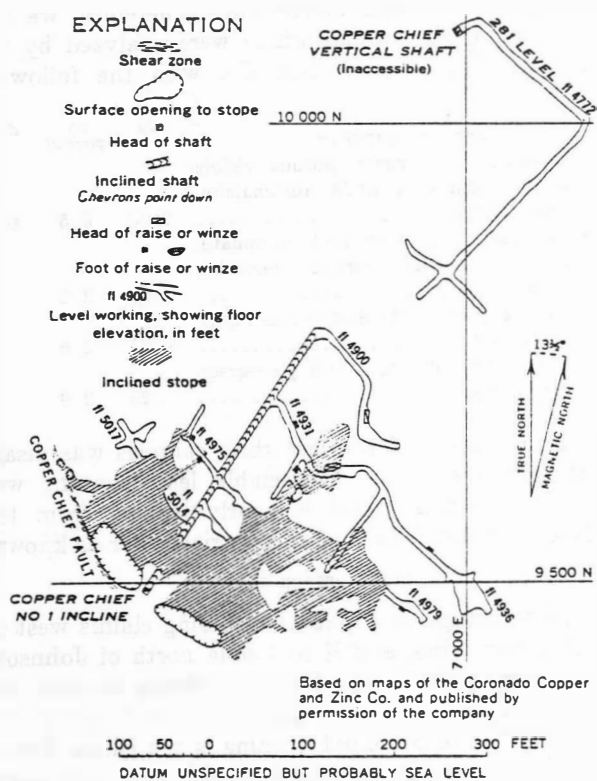 EXPLANATION
Shear zone
Surface opening to stope
Head of shaft
Inclined shaft
Chevrons point down
Head of raise or winze
Foot of raise or winze
fl 4900
Level working, showing floor
elevation, in feet
Inclined stope
COPPER CHIEF
VERTICAL SHAFT
(Inaccessible)
281 LEVEL fl 4772
10 000 N
fl 4900
13½°
TRUE NORTH
MAGNETIC NORTH
fl 4931
fl 5017
fl 4975
fl 5015
COPPER CHIEF FAULT
9 500 N
COPPER CHIEF
NO 1 INCLINE
fl 4979
fl 4936
7 000 E
Based on maps of the Coronado Copper
and Zinc Co. and published by
permission of the company
100 50 0 100 200 300 FEET
DATUM UNSPECIFIED BUT PROBABLY SEA LEVEL